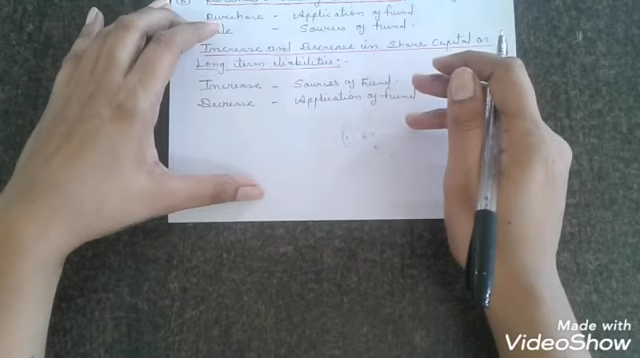 Purchase - Application of fund
Sale - Sources of fund
Increase and Decrease in Share Capital or
Long term liabilities:-
Increase - Sources of Fund.
Decrease - Application of fund
Made with
VideoShow